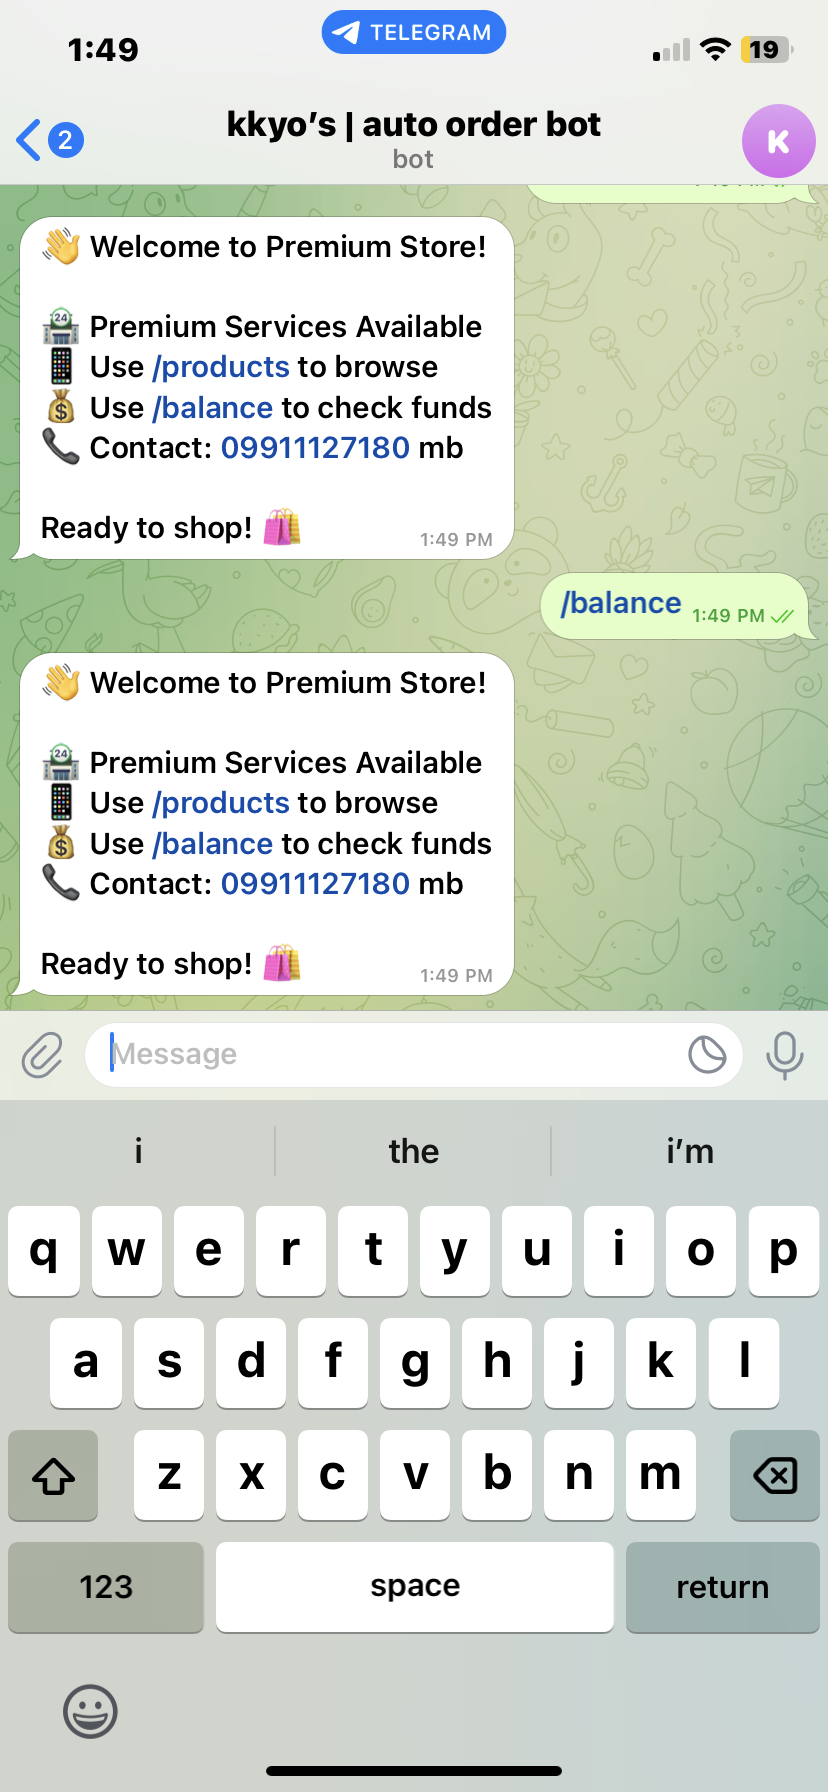 1:49
TELEGRAM
19
2
kkyo’s | auto order bot
bot
K
👋 Welcome to Premium Store!
🏪 Premium Services Available
📱 Use /products to browse
💰 Use /balance to check funds
📞 Contact: 09911127180 mb
Ready to shop! 🛍️
1:49 PM
/balance
1:49 PM
👋 Welcome to Premium Store!
🏪 Premium Services Available
📱 Use /products to browse
💰 Use /balance to check funds
📞 Contact: 09911127180 mb
Ready to shop! 🛍️
1:49 PM
Message
i the i’m
q w e r t y u i o p
a s d f g h j k l
z x c v b n m
123 space return